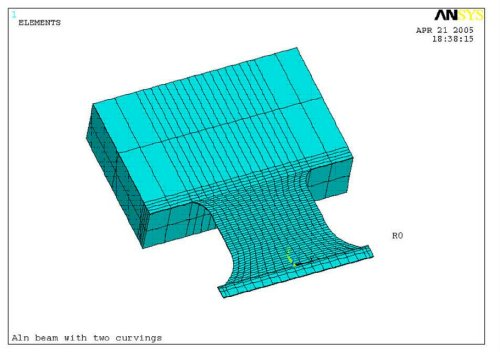 1
ELEMENTS
ANSYS
APR 21 2005
18:38:15
R0
Aln beam with two curvings